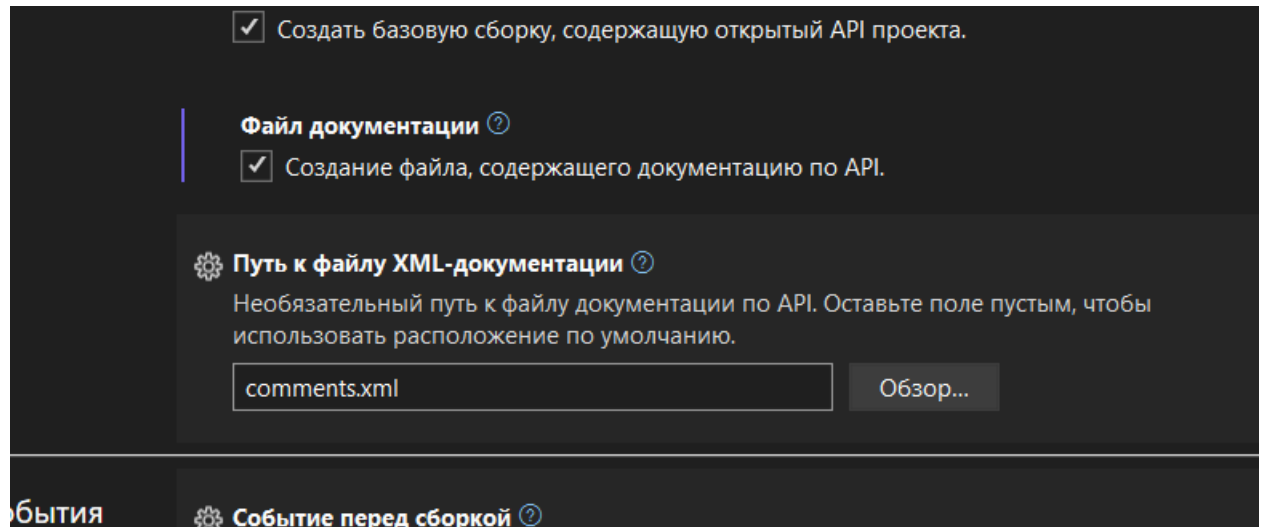 Создать базовую сборку, содержащую открытый API проекта.
Файл документации
Создание файла, содержащего документацию по API.
Путь к файлу XML-документации
Необязательный путь к файлу документации по API. Оставьте поле пустым, чтобы
использовать расположение по умолчанию.
comments.xml Обзор...
обытия
Событие перед сборкой